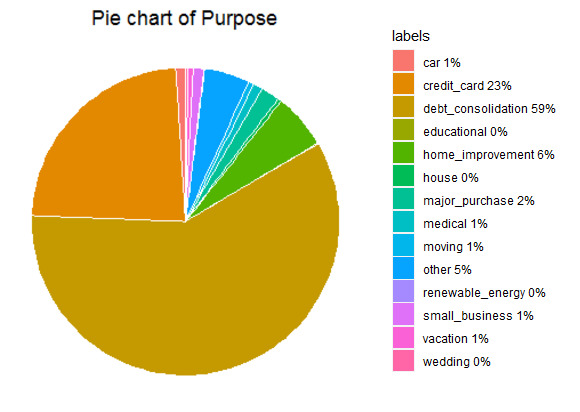 Pie chart of Purpose
labels
car 1%
credit_card 23%
debt_consolidation 59%
educational 0%
home_improvement 6%
house 0%
major_purchase 2%
medical 1%
moving 1%
other 5%
renewable_energy 0%
small_business 1%
vacation 1%
wedding 0%